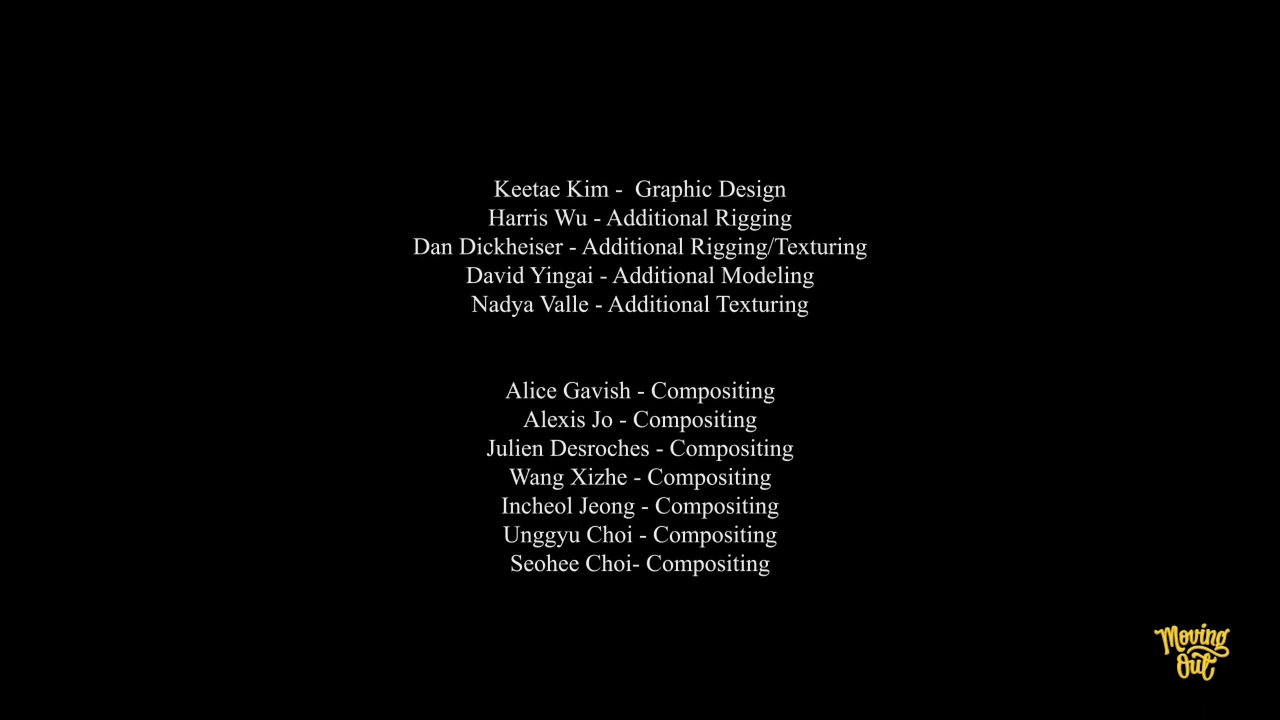 Keetae Kim -  Graphic Design
Harris Wu - Additional Rigging
Dan Dickheiser - Additional Rigging/Texturing
David Yingai - Additional Modeling
Nadya Valle - Additional Texturing
Alice Gavish - Compositing
Alexis Jo - Compositing
Julien Desroches - Compositing
Wang Xizhe - Compositing
Incheol Jeong - Compositing
Unggyu Choi - Compositing
Seohee Choi- Compositing
Moving
Out